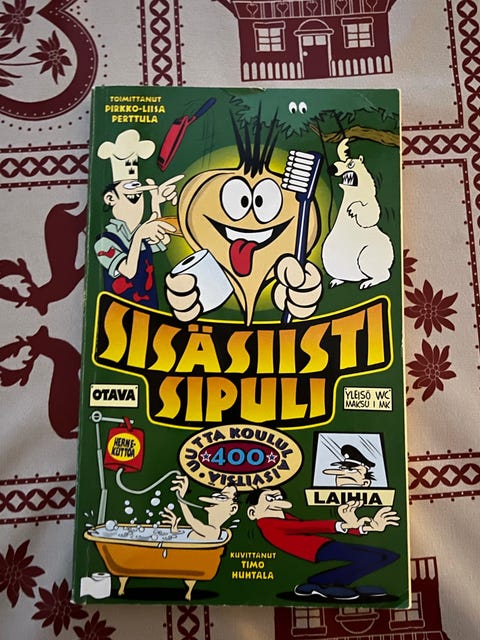 TOIMITTANUT
PIRKKO-LIISA
PERTTULA
SISÄSIISTI
SIPULI
OTAVA
YLEISÖ WC
MAKSU 1 MK
HERNE-
KEITTOA
UUTTA KOULULAISVITSIÄ
400
LAIHIA
KUVITTANUT
TIMO
HUHTALA